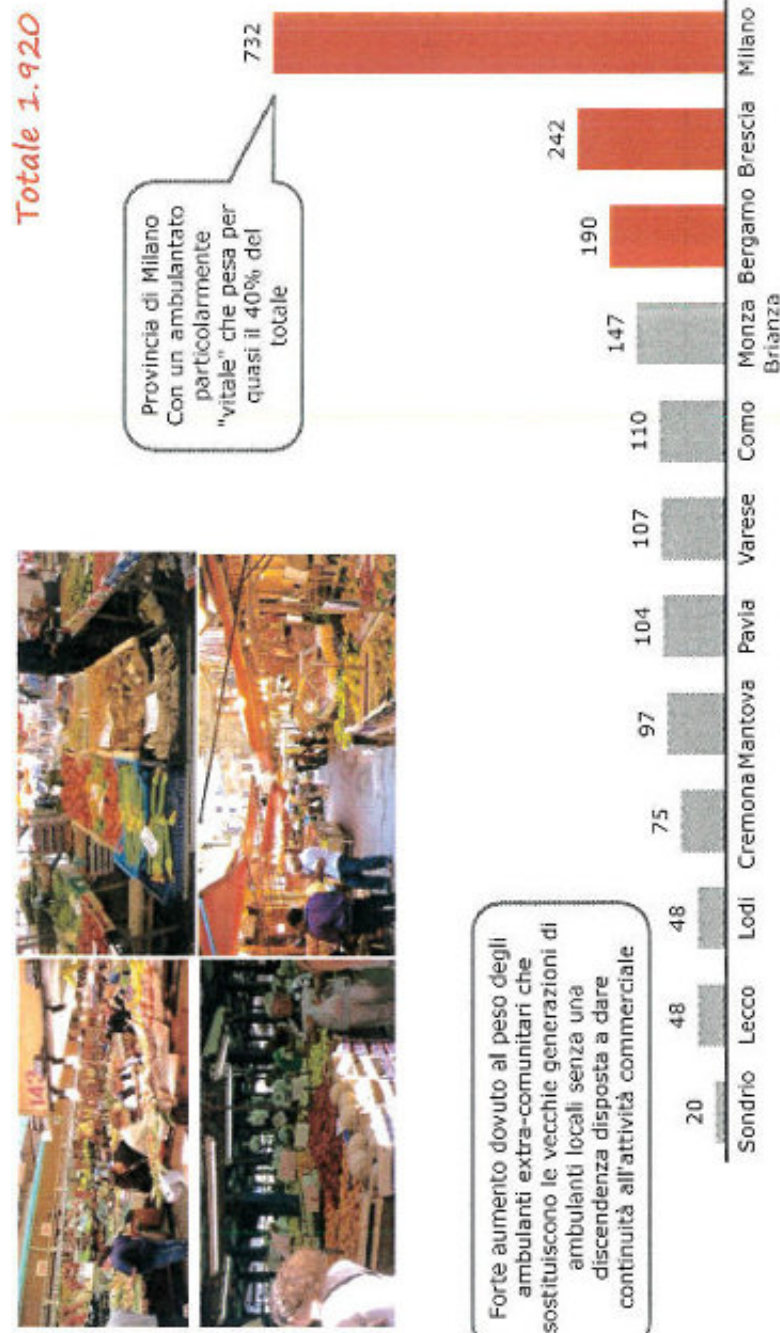 Totale 1.920
143
Provincia di Milano
Con un ambulantato
particolarmente
"vitale" che pesa per
quasi il 40% del
totale
Forte aumento dovuto al peso degli
ambulanti extra-comunitari che
sostituiscono le vecchie generazioni di
ambulanti locali senza una
discendenza disposta a dare
continuità all'attività commerciale
20
48
48
75
97
104
107
110
147
190
242
732
Sondrio
Lecco
Lodi
Cremona
Mantova
Pavia
Varese
Como
Monza
Brianza
Bergamo
Brescia
Milano